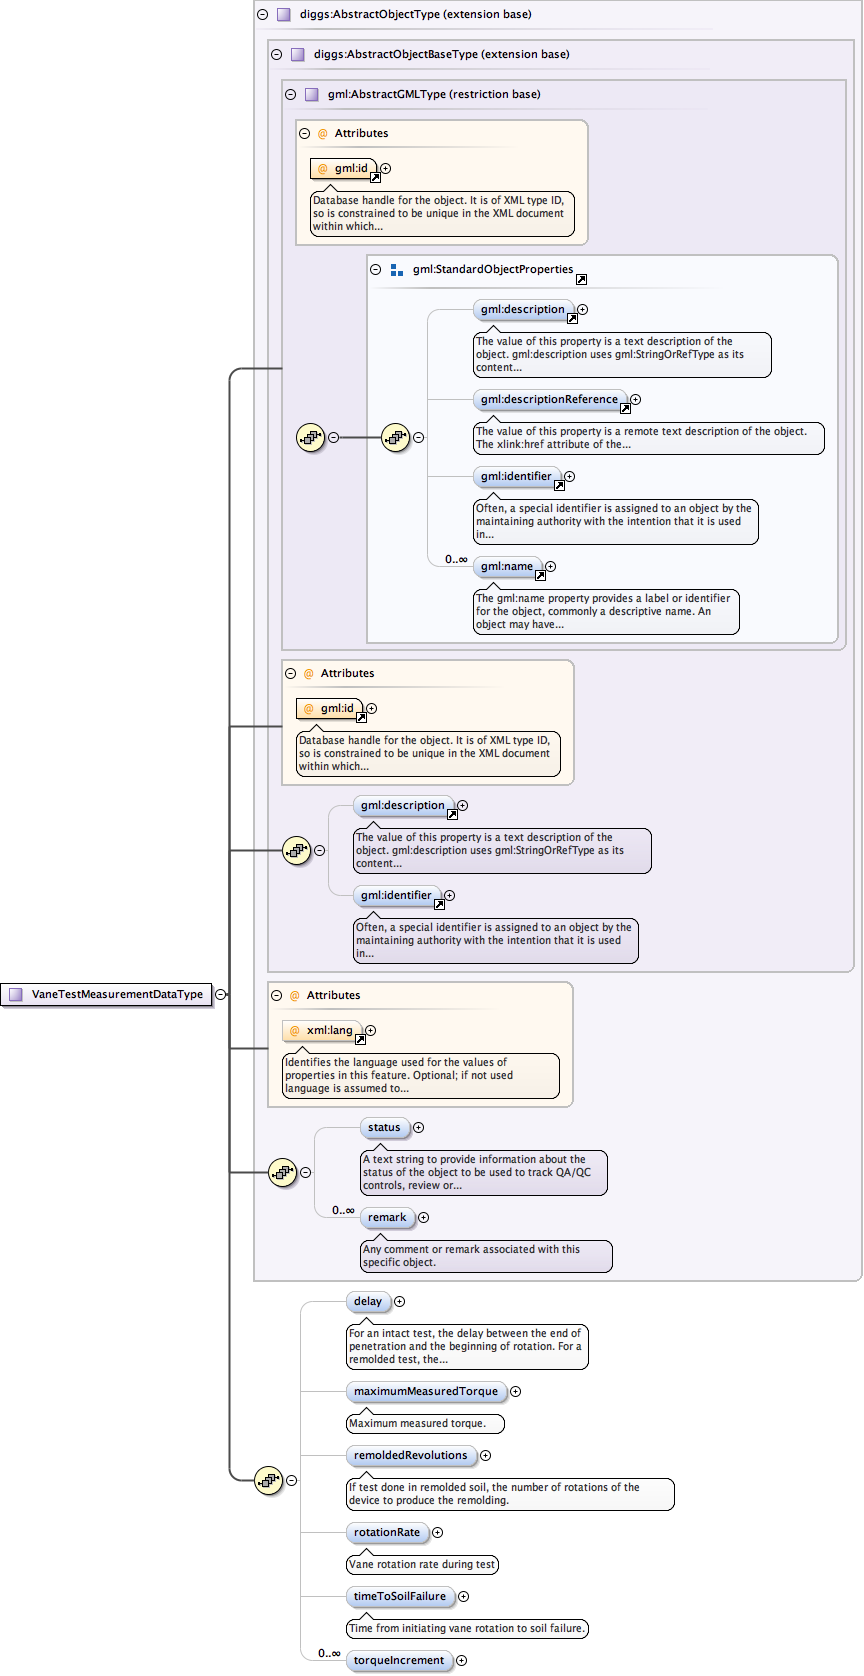 diggs:AbstractObjectType (extension base)
diggs:AbstractObjectBaseType (extension base)
gml:AbstractGMLType (restriction base)
@ Attributes
@ gml:id
Database handle for the object. It is of XML type ID,
so is constrained to be unique in the XML document
within which...
gml:StandardObjectProperties
gml:description
The value of this property is a text description of the
object. gml:description uses gml:StringOrRefType as its
content...
gml:descriptionReference
The value of this property is a remote text description of the object.
The xlink:href attribute of the...
gml:identifier
Often, a special identifier is assigned to an object by the
maintaining authority with the intention that it is used
in...
0..∞
gml:name
The gml:name property provides a label or identifier
for the object, commonly a descriptive name. An
object may have...
@ Attributes
@ gml:id
Database handle for the object. It is of XML type ID,
so is constrained to be unique in the XML document
within which...
gml:description
The value of this property is a text description of the
object. gml:description uses gml:StringOrRefType as its
content...
gml:identifier
Often, a special identifier is assigned to an object by the
maintaining authority with the intention that it is used
in...
VaneTestMeasurementDataType
@ Attributes
@ xml:lang
Identifies the language used for the values of
properties in this feature. Optional; if not used
language is assumed to...
status
A text string to provide information about the
status of the object to be used to track QA/QC
controls, review or...
0..∞
remark
Any comment or remark associated with this
specific object.
delay
For an intact test, the delay between the end of
penetration and the beginning of rotation. For a
remolded test, the...
maximumMeasuredTorque
Maximum measured torque.
remoldedRevolutions
If test done in remolded soil, the number of rotations of the
device to produce the remolding.
rotationRate
Vane rotation rate during test
timeToSoilFailure
Time from initiating vane rotation to soil failure.
0..∞
torqueIncrement